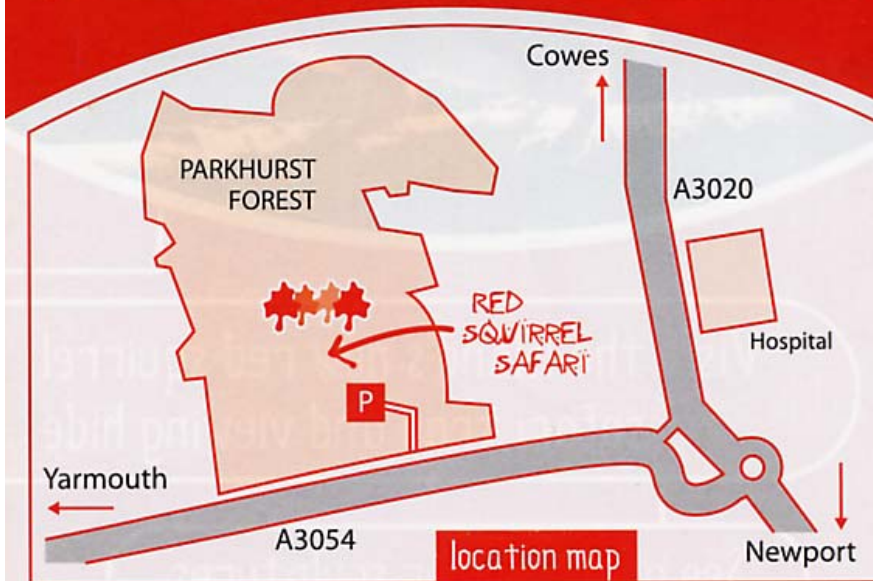 Cowes
PARKHURST
FOREST
A3020
RED
SQUIRREL
SAFARI
Hospital
P
Yarmouth
A3054
location map
Newport